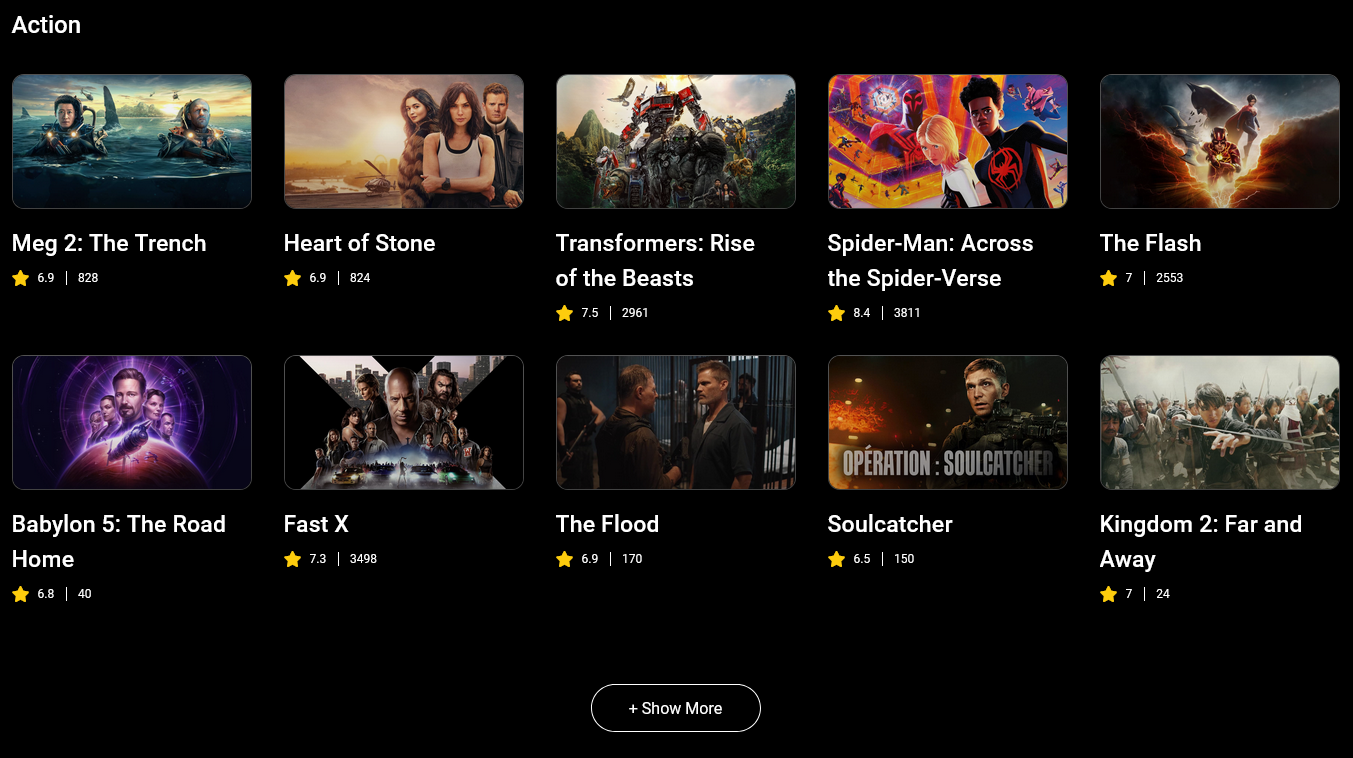 Action
Meg 2: The Trench
6.9 | 828
Heart of Stone
6.9 | 824
Transformers: Rise
of the Beasts
7.5 | 2961
Spider-Man: Across
the Spider-Verse
8.4 | 3811
The Flash
7 | 2553
Babylon 5: The Road
Home
6.8 | 40
Fast X
7.3 | 3498
The Flood
6.9 | 170
OPÉRATION : SOULCATCHER
Soulcatcher
6.5 | 150
Kingdom 2: Far and
Away
7 | 24
+ Show More